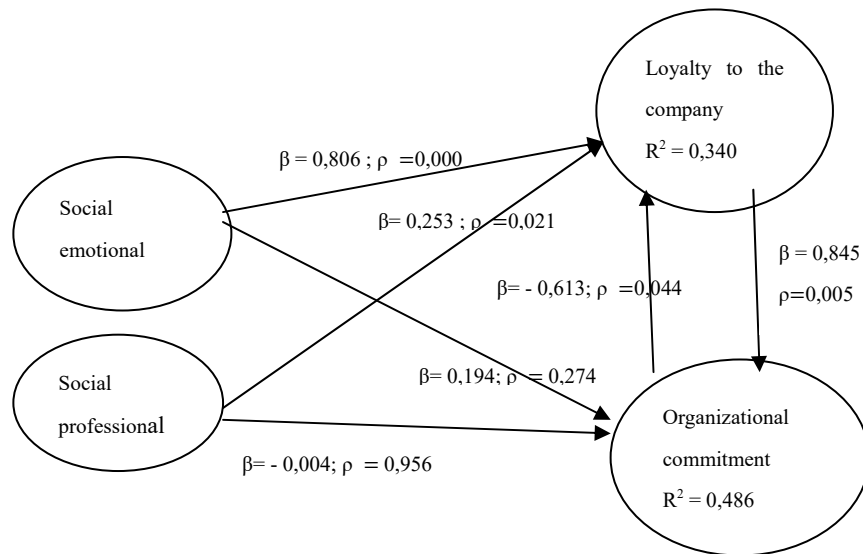 Loyalty to the
company
R² = 0,340
β = 0,806 ; ρ =0,000
Social
emotional
β= 0,253 ; ρ =0,021
β = 0,845
ρ=0,005
β= - 0,613; ρ =0,044
Social
professional
β= 0,194; ρ = 0,274
Organizational
commitment
R² = 0,486
β= - 0,004; ρ = 0,956